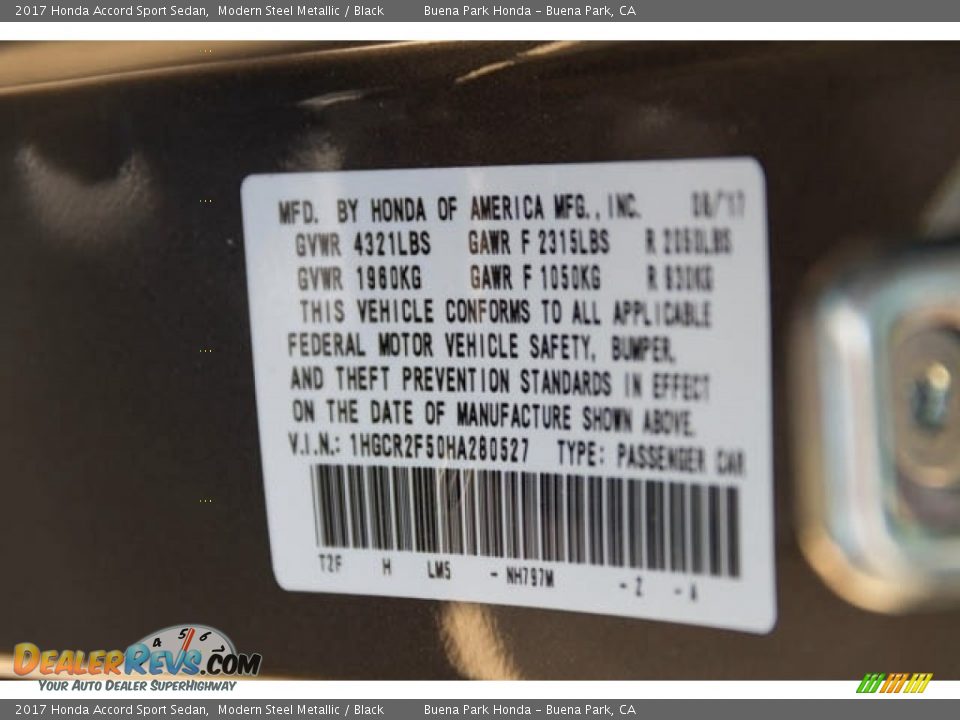 2017 Honda Accord Sport Sedan, Modern Steel Metallic / Black Buena Park Honda – Buena Park, CA
MFD. BY HONDA OF AMERICA MFG., INC. 08/17
GVWR 4321LBS GAWR F 2315LBS R 2060LBS
GVWR 1960KG GAWR F 1050KG R 930KG
THIS VEHICLE CONFORMS TO ALL APPLICABLE
FEDERAL MOTOR VEHICLE SAFETY, BUMPER,
AND THEFT PREVENTION STANDARDS IN EFFECT
ON THE DATE OF MANUFACTURE SHOWN ABOVE.
V.I.N.: 1HGCR2F50HA280527 TYPE: PASSENGER CAR
T2F H LM5 - NH797M - Z - A
4 5 6
DEALERREVS.COM
YOUR AUTO DEALER SUPERHIGHWAY
2017 Honda Accord Sport Sedan, Modern Steel Metallic / Black Buena Park Honda – Buena Park, CA